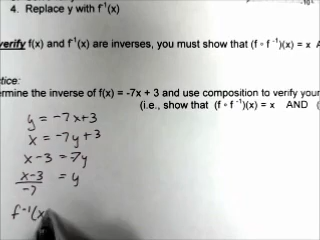 4. Replace y with f⁻¹(x)
verify f(x) and f⁻¹(x) are inverses, you must show that (f ∘ f⁻¹)(x) = x A
tice:
ermine the inverse of f(x) = -7x + 3 and use composition to verify your
(i.e., show that (f ∘ f⁻¹)(x) = x AND (
y = -7x+3
x = -7y+3
x-3 = -7y
x-3
-7 = y
f⁻¹(x